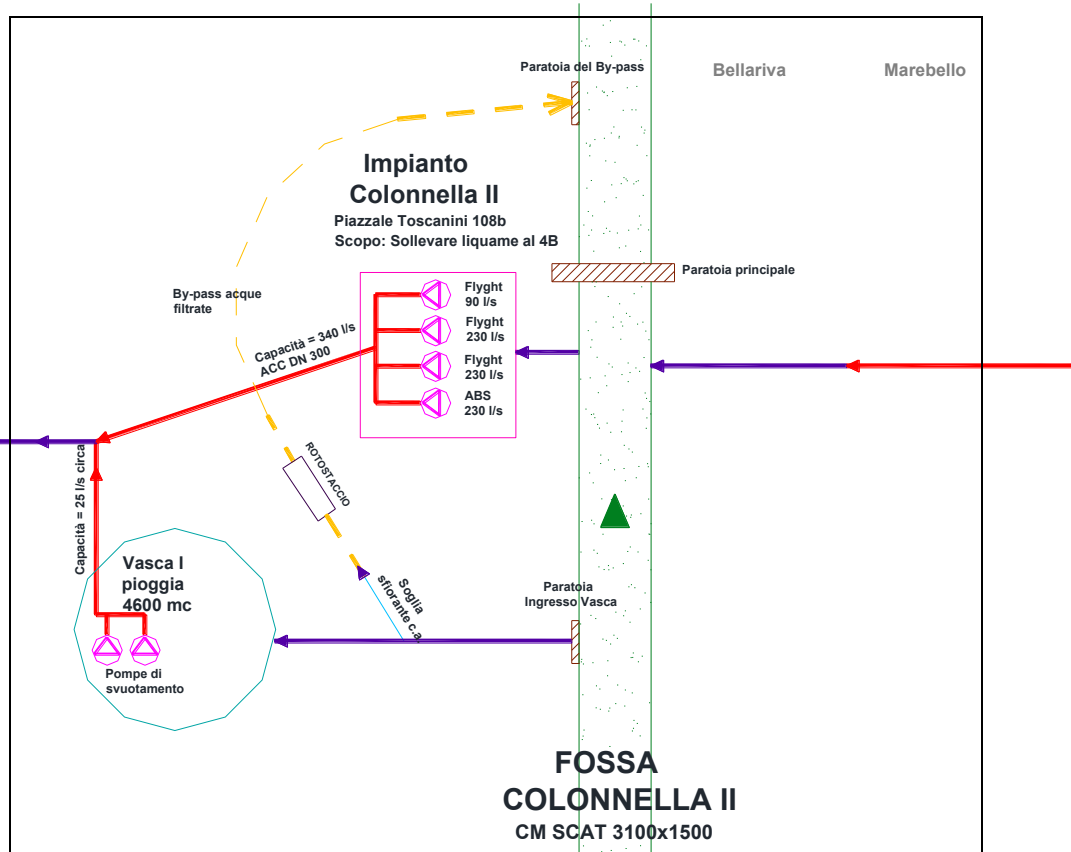 Paratoia del By-pass
Bellariva
Marebello
Impianto
Colonnella II
Piazzale Toscanini 108b
Scopo: Sollevare liquame al 4B
Paratoia principale
By-pass acque
filtrate
Flyght
90 l/s
Flyght
230 l/s
Flyght
230 l/s
ABS
230 l/s
Capacità = 340 l/s
ACC DN 300
ROTOSTACCIO
Capacità = 25 l/s circa
Vasca I
pioggia
4600 mc
Soglia
sfiorante c.a.
Paratoia
Ingresso Vasca
Pompe di
svuotamento
FOSSA
COLONNELLA II
CM SCAT 3100x1500